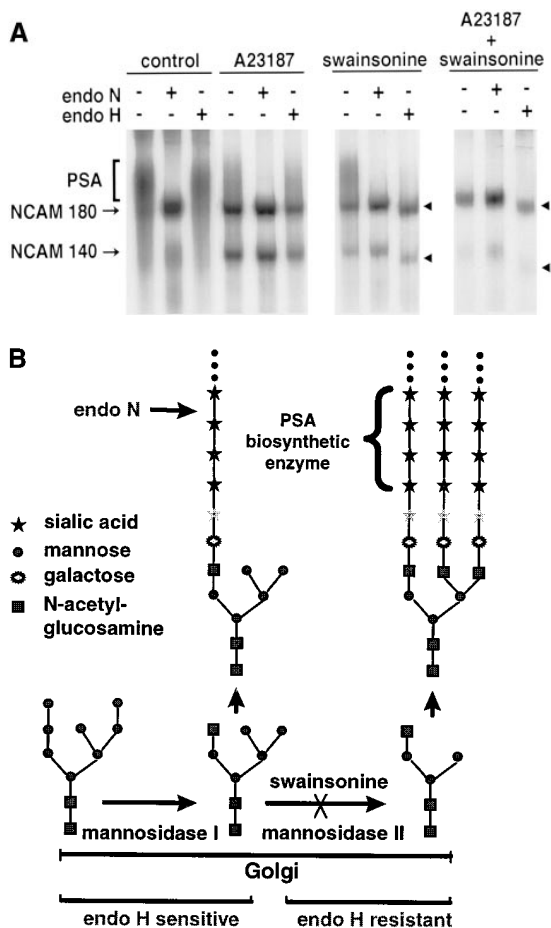 A
control
A23187
swainsonine
A23187
+
swainsonine
endo N - + - - + - - + - - + -
endo H - - + - - + - - + - - +
PSA
NCAM 180 →
NCAM 140 →
B
endo N
PSA
biosynthetic
enzyme
sialic acid
mannose
galactose
N-acetyl-
glucosamine
swainsonine
mannosidase I
mannosidase II
Golgi
endo H sensitive
endo H resistant